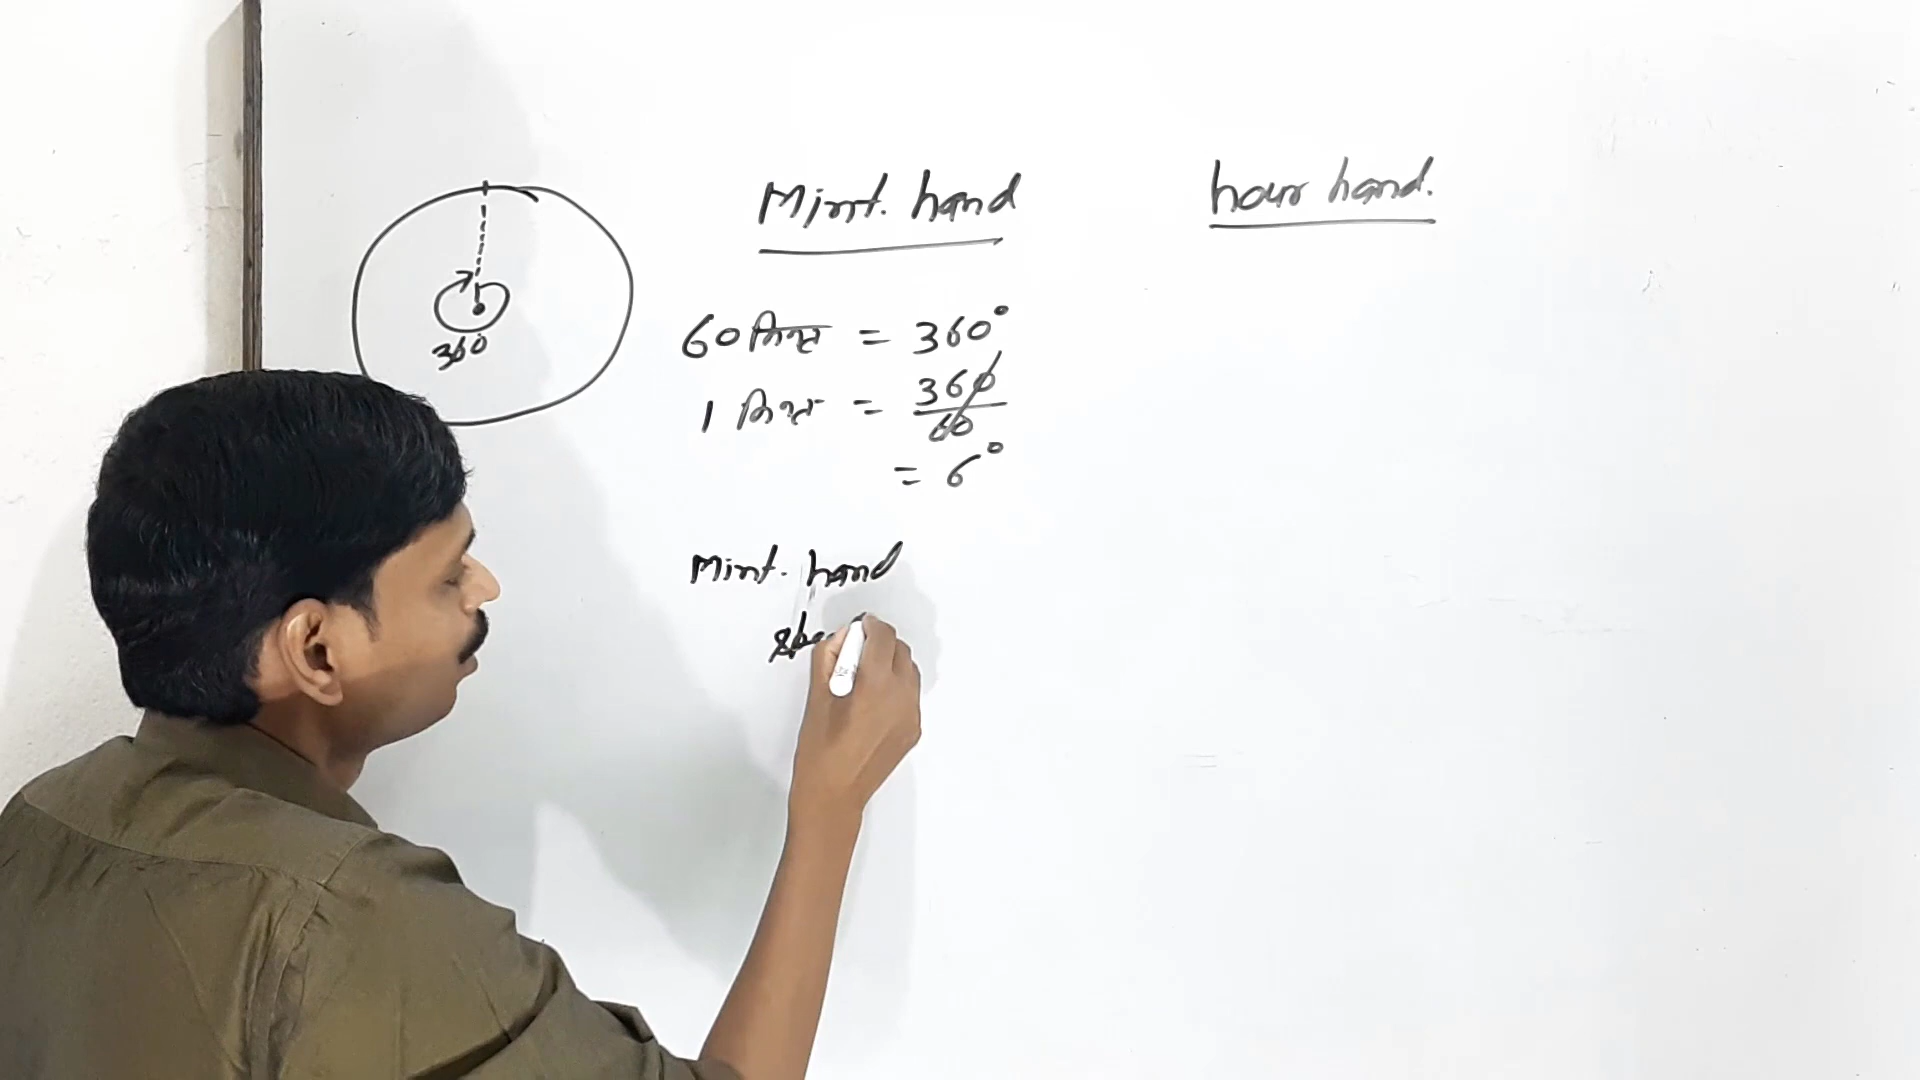 360°
Mint. hand
60 मिनट = 360°
1 मिनट = 360/60
= 6°
Mint. hand
hour hand.